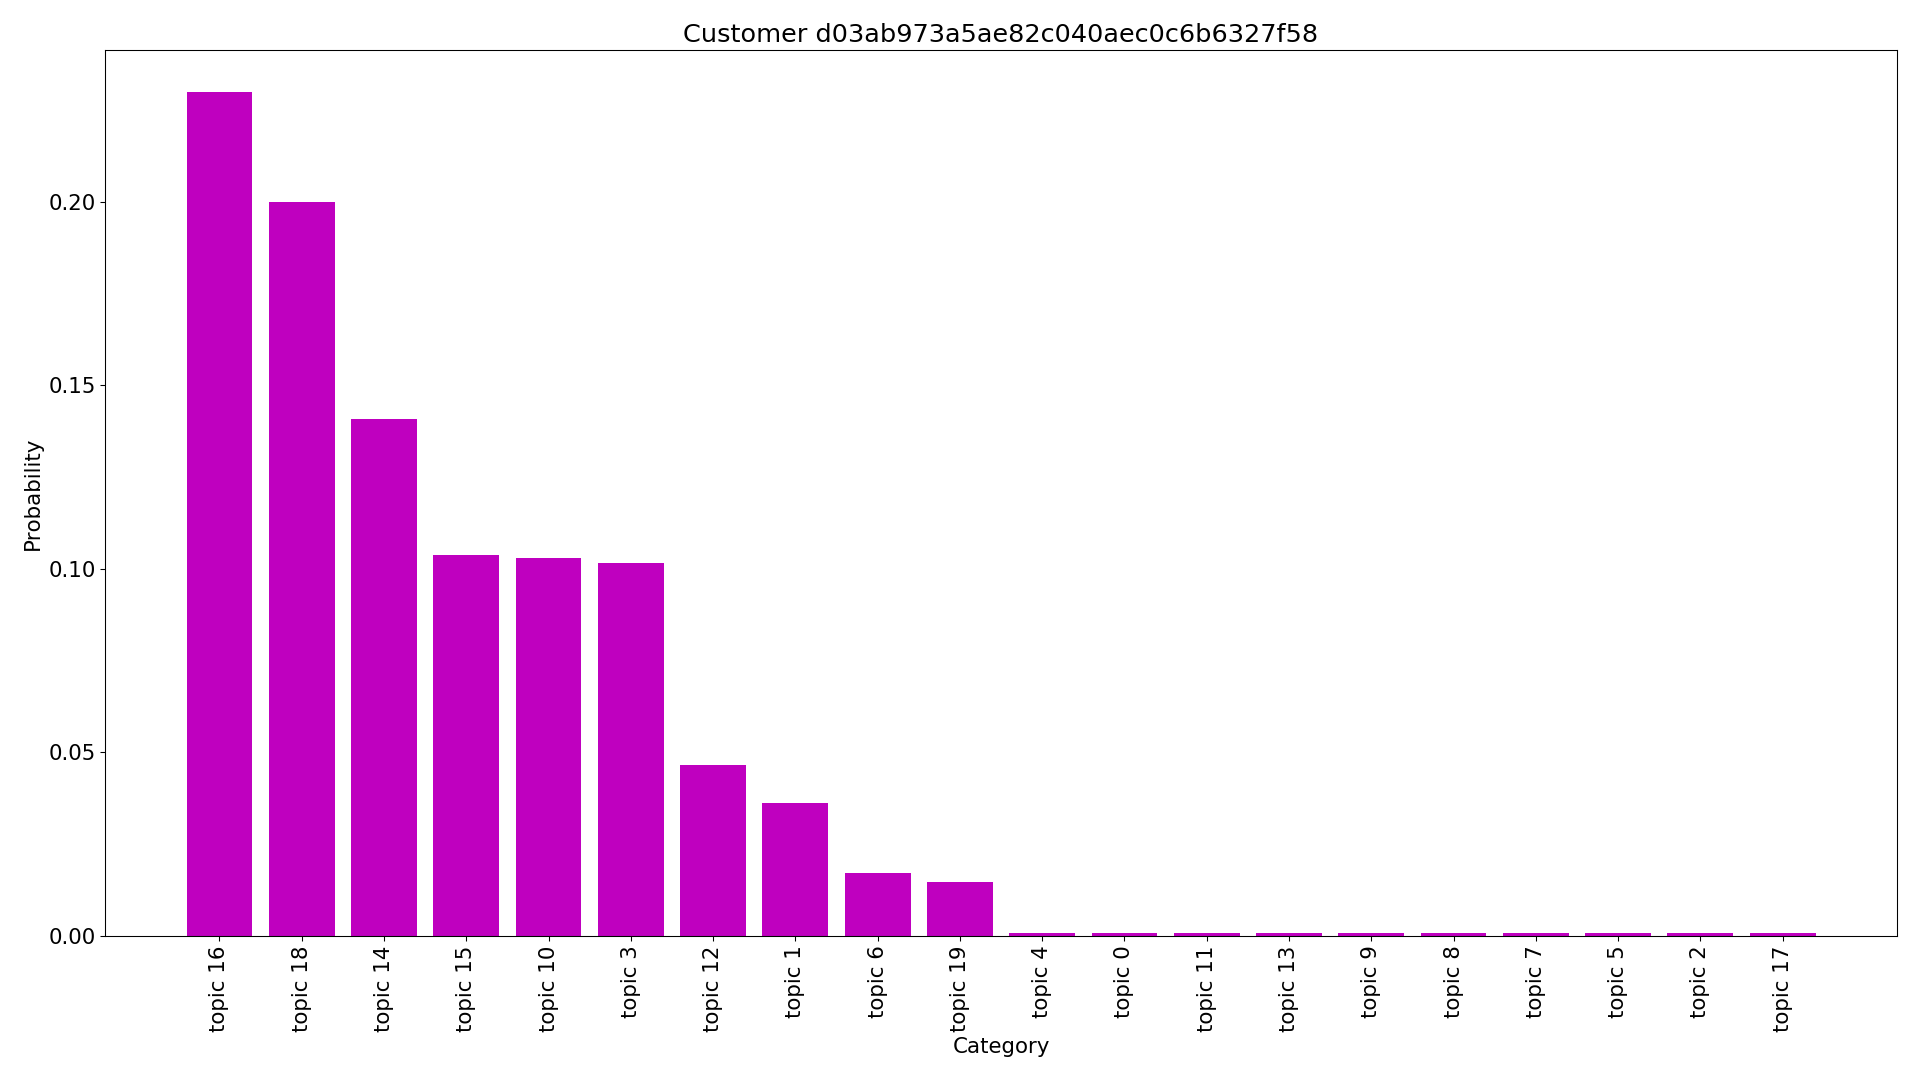 Customer d03ab973a5ae82c040aec0c6b6327f58
Probability
0.20
0.15
0.10
0.05
0.00
topic 16
topic 18
topic 14
topic 15
topic 10
topic 3
topic 12
topic 1
topic 6
topic 19
topic 4
topic 0
topic 11
topic 13
topic 9
topic 8
topic 7
topic 5
topic 2
topic 17
Category